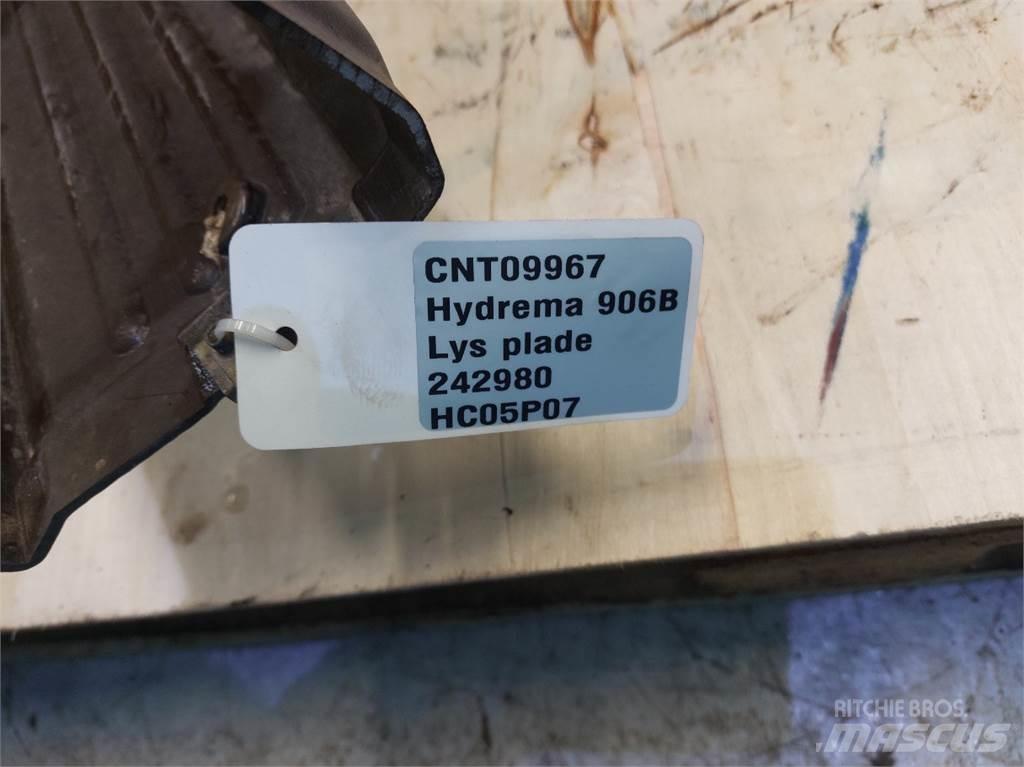 CNT09967
Hydrema 906B
Lys plade
242980
HC05P07
RITCHIE BROS.
MASCUS